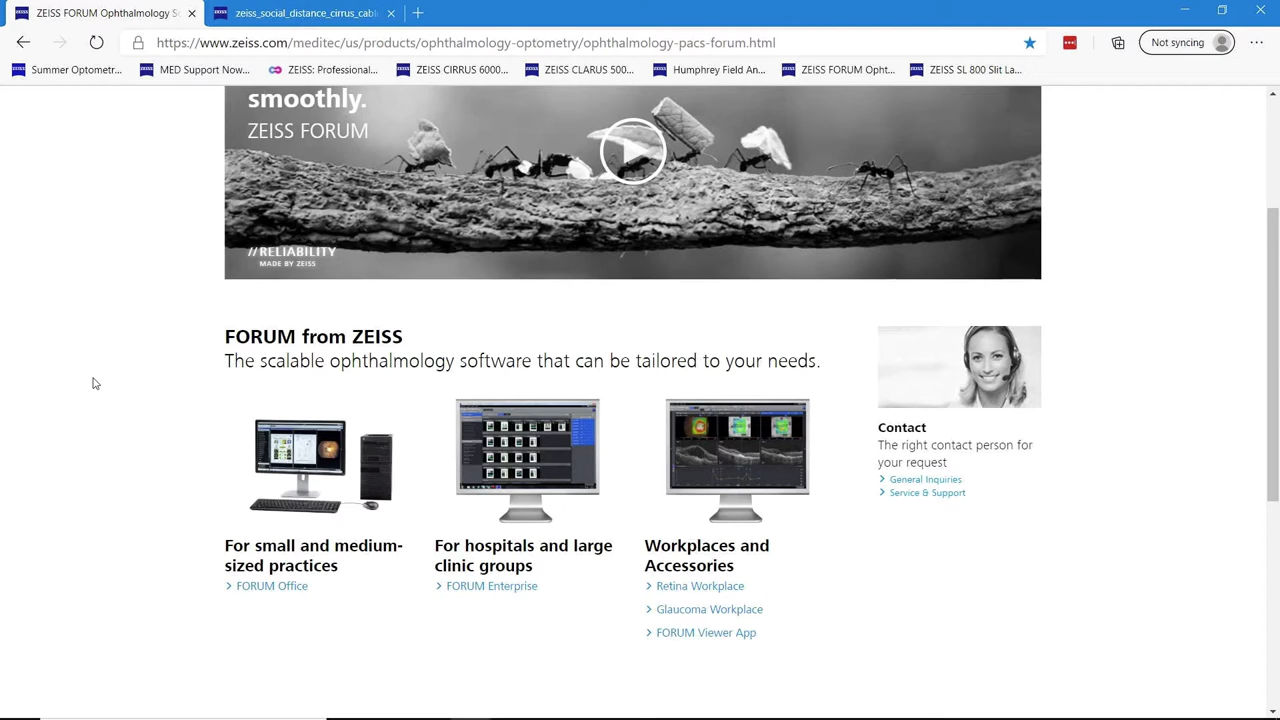 ZEISS FORUM Ophthalmology So
zeiss_social_distance_cirrus_cabl
https://www.zeiss.com/meditec/us/products/ophthalmology-optometry/ophthalmology-pacs-forum.html
Not syncing
Summer Optometr...
MED Support Now...
ZEISS: Professional...
ZEISS CIRRUS 6000...
ZEISS CLARUS 500...
Humphrey Field An...
ZEISS FORUM Opht...
ZEISS SL 800 Slit La...
smoothly.
ZEISS FORUM
//RELIABILITY
MADE BY ZEISS
FORUM from ZEISS
The scalable ophthalmology software that can be tailored to your needs.
For small and medium-
sized practices
FORUM Office
For hospitals and large
clinic groups
FORUM Enterprise
Workplaces and
Accessories
Retina Workplace
Glaucoma Workplace
FORUM Viewer App
Contact
The right contact person for
your request
General Inquiries
Service & Support